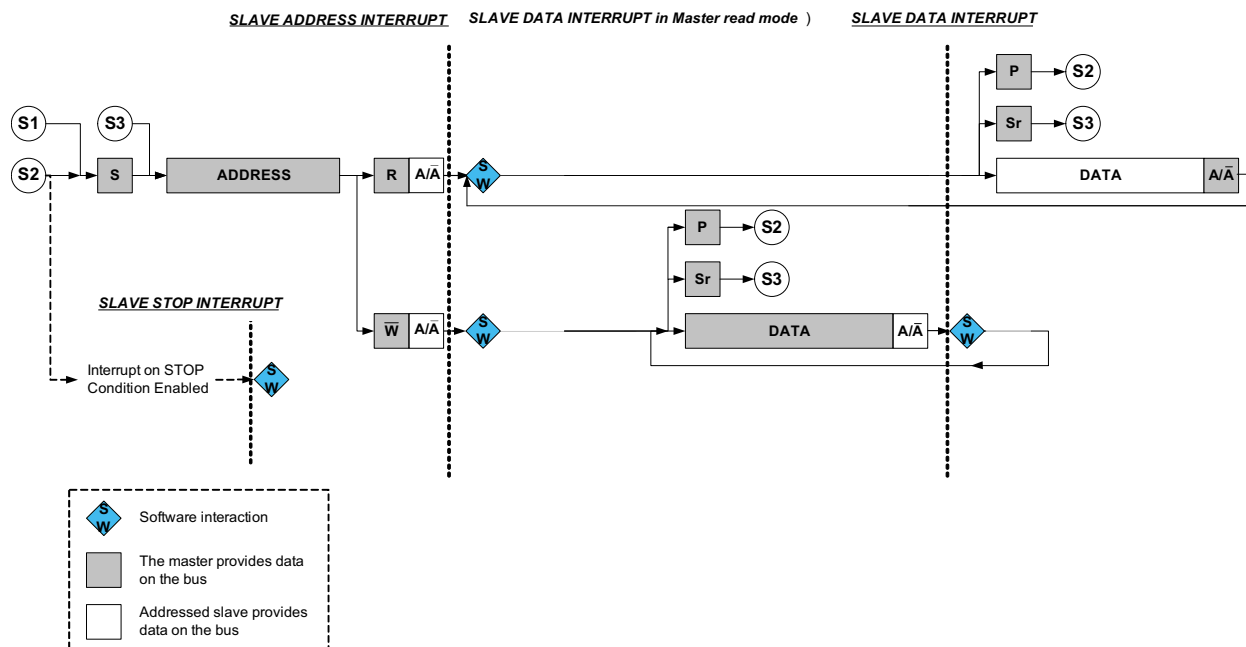 SLAVE ADDRESS INTERRUPT SLAVE DATA INTERRUPT in Master read mode ) SLAVE DATA INTERRUPT
P S2
S1 S3 Sr S3
S2 S ADDRESS R A/A̅ S W DATA A/A̅
P S2
Sr S3
SLAVE STOP INTERRUPT
W̅ A/A̅ S W DATA A/A̅ S W
Interrupt on STOP
Condition Enabled
S W
S W Software interaction
The master provides data
on the bus
Addressed slave provides
data on the bus